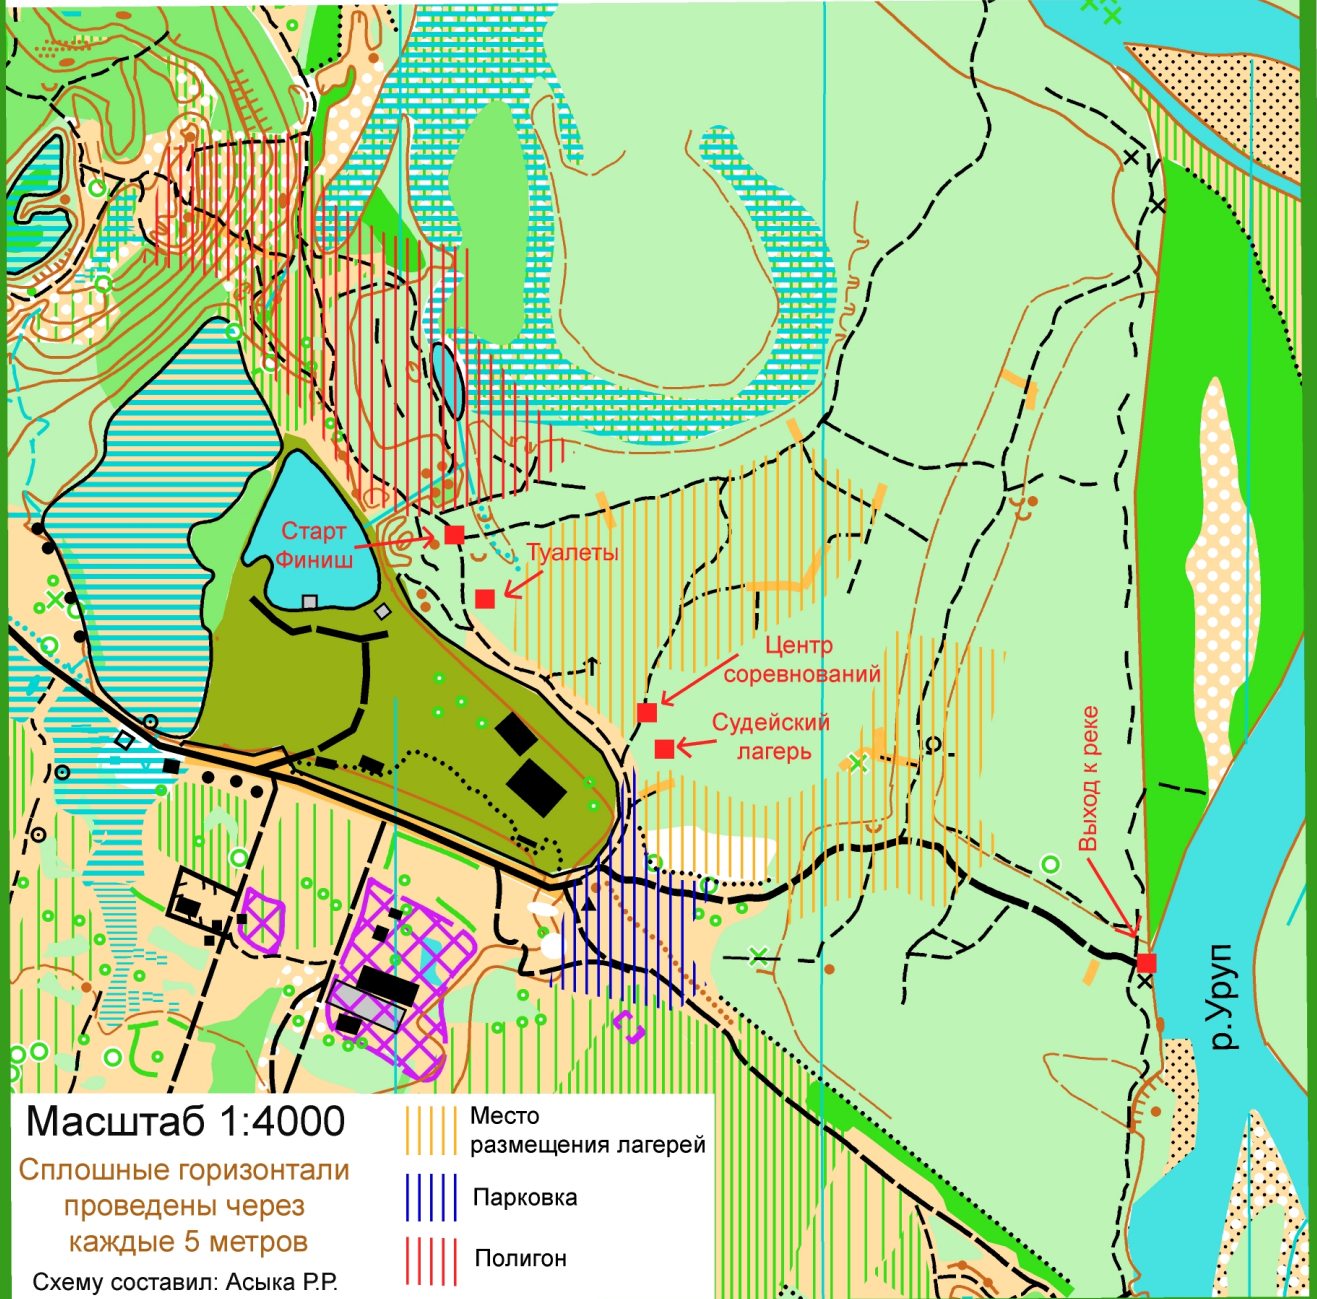 Старт
Финиш
Туалеты
Центр
соревнований
Судейский
лагерь
Выход к реке
р.Уруп
Масштаб 1:4000
Сплошные горизонтали
проведены через
каждые 5 метров
Схему составил: Асыка Р.Р.
Место
размещения лагерей
Парковка
Полигон